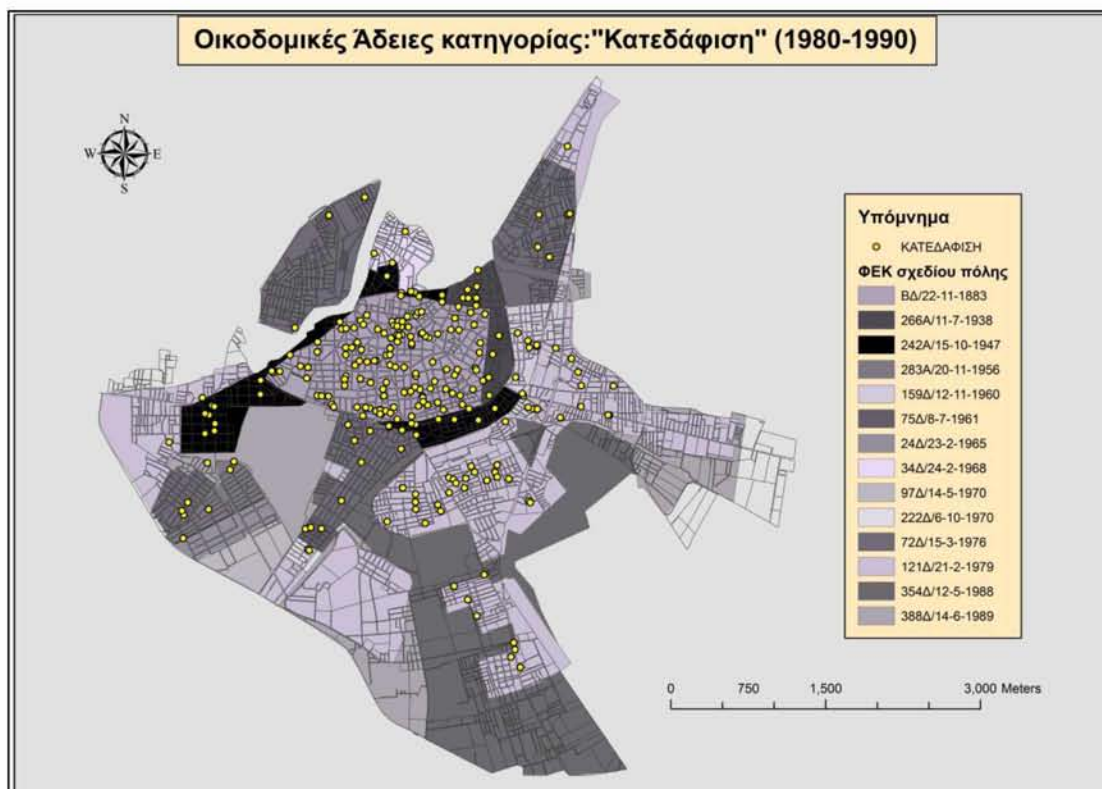 Οικοδομικές Άδειες κατηγορίας:"Κατεδάφιση" (1980-1990)
N
W E
S
Υπόμνημα
ΚΑΤΕΔΑΦΙΣΗ
ΦΕΚ σχεδίου πόλης
ΒΔ/22-11-1883
266Α/11-7-1938
242Α/15-10-1947
283Α/20-11-1956
159Δ/12-11-1960
75Δ/8-7-1961
24Δ/23-2-1965
34Δ/24-2-1968
97Δ/14-5-1970
222Δ/6-10-1970
72Δ/15-3-1976
121Δ/21-2-1979
354Δ/12-5-1988
388Δ/14-6-1989
0 750 1,500 3,000 Meters